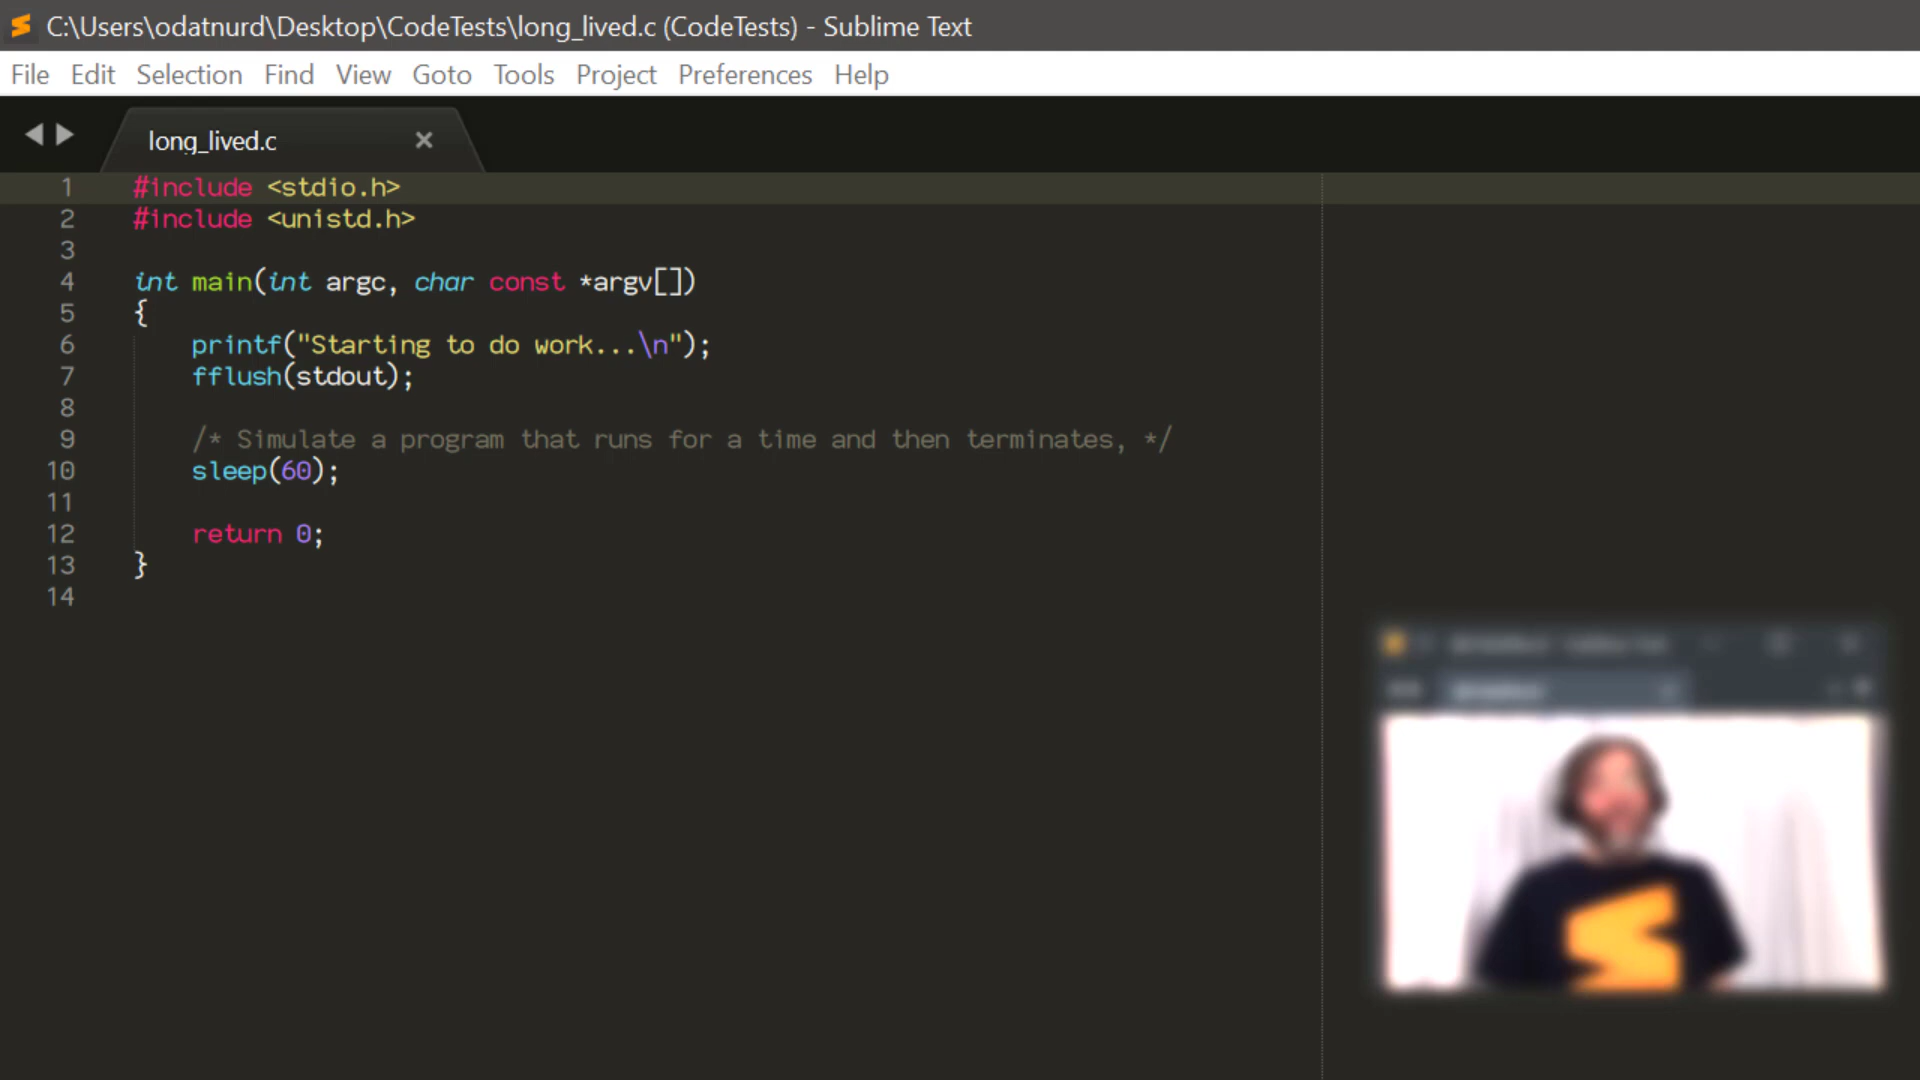 C:\Users\odatnurd\Desktop\CodeTests\long_lived.c (CodeTests) - Sublime Text
File Edit Selection Find View Goto Tools Project Preferences Help
long_lived.c
1 #include <stdio.h>
2 #include <unistd.h>
3
4 int main(int argc, char const *argv[])
5 {
6 printf("Starting to do work...\n");
7 fflush(stdout);
8
9 /* Simulate a program that runs for a time and then terminates, */
10 sleep(60);
11
12 return 0;
13 }
14